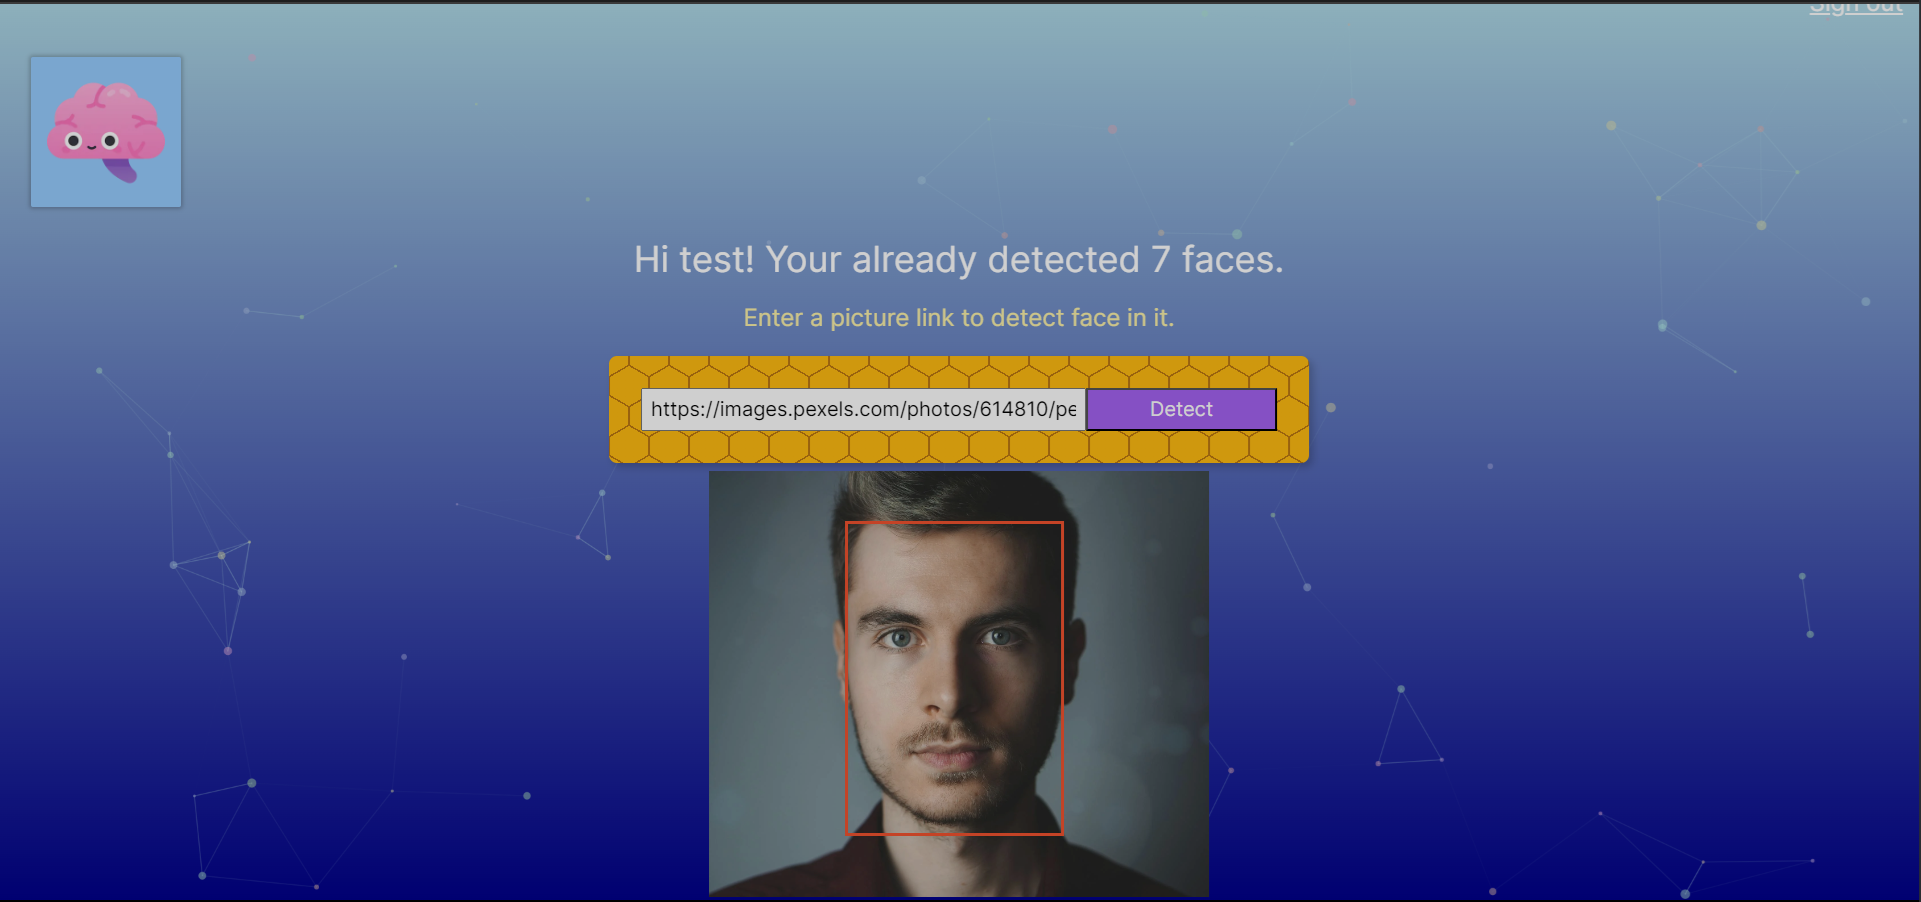 Sign out
Hi test! Your already detected 7 faces.
Enter a picture link to detect face in it.
https://images.pexels.com/photos/614810/pe
Detect